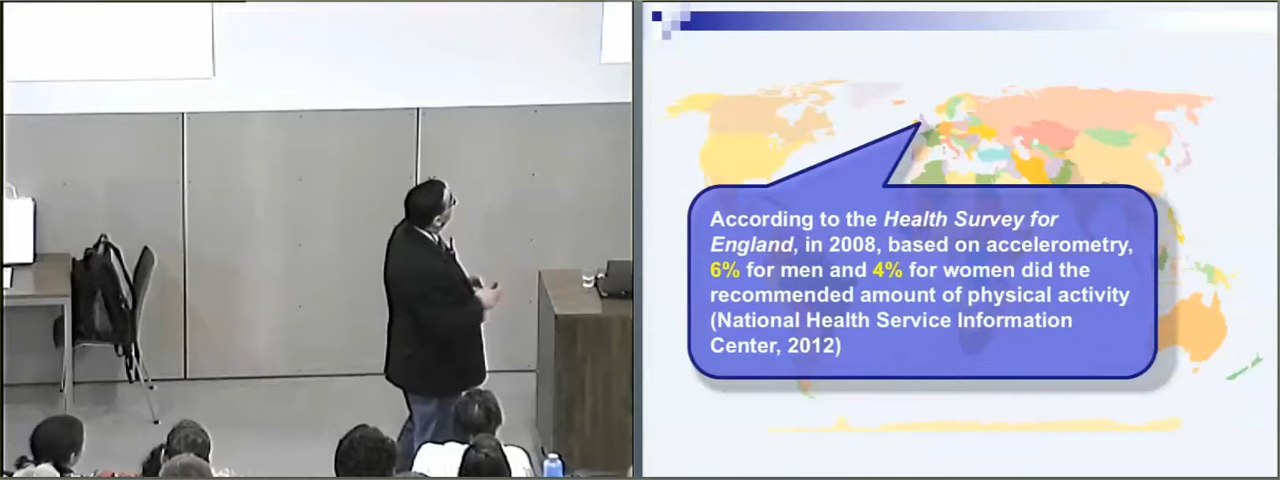 According to the Health Survey for
England, in 2008, based on accelerometry,
6% for men and 4% for women did the
recommended amount of physical activity
(National Health Service Information
Center, 2012)